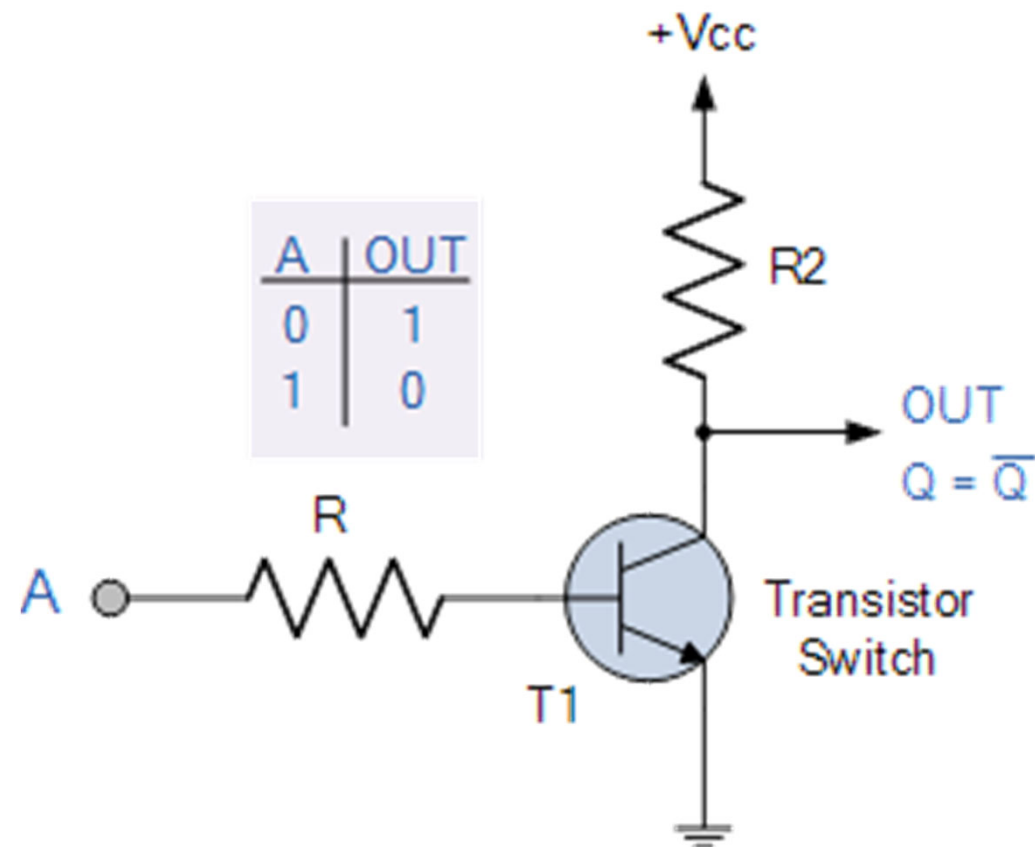 +Vcc
A OUT
0 1
1 0
R2
OUT
Q = Q̅
R
A
Transistor
Switch
T1